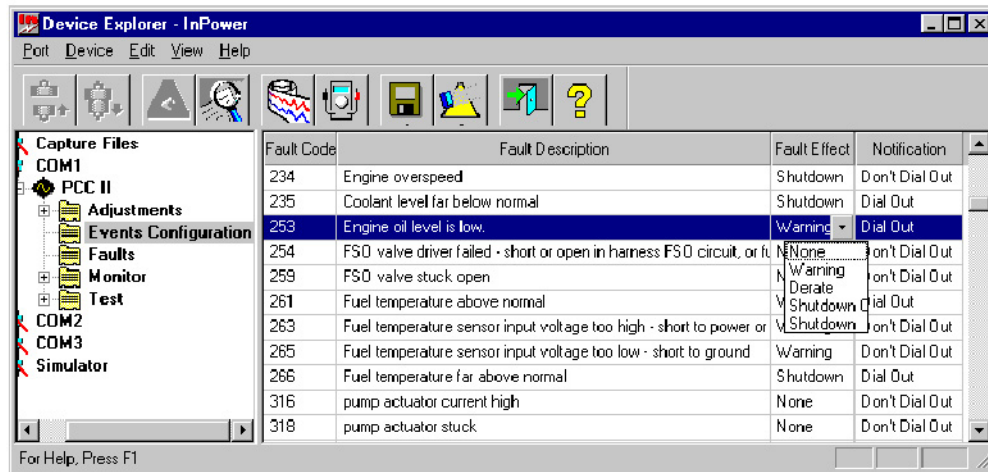 Device Explorer - InPower
Port Device Edit View Help
Capture Files
COM1
PCC II
Adjustments
Events Configuration
Faults
Monitor
Test
COM2
COM3
Simulator
Fault Code Fault Description Fault Effect Notification
234 Engine overspeed Shutdown Don't Dial Out
235 Coolant level far below normal Shutdown Dial Out
253 Engine oil level is low. Warning Dial Out
254 FSO valve driver failed - short or open in harness FSO circuit, or Don't Dial Out
259 FSO valve stuck open Don't Dial Out
261 Fuel temperature above normal Dial Out
263 Fuel temperature sensor input voltage too high - short to power or Don't Dial Out
265 Fuel temperature sensor input voltage too low - short to ground Warning Don't Dial Out
266 Fuel temperature far above normal Shutdown Dial Out
316 pump actuator current high None Don't Dial Out
318 pump actuator stuck None Don't Dial Out
None
Warning
Derate
Shutdown C
Shutdown
For Help, Press F1